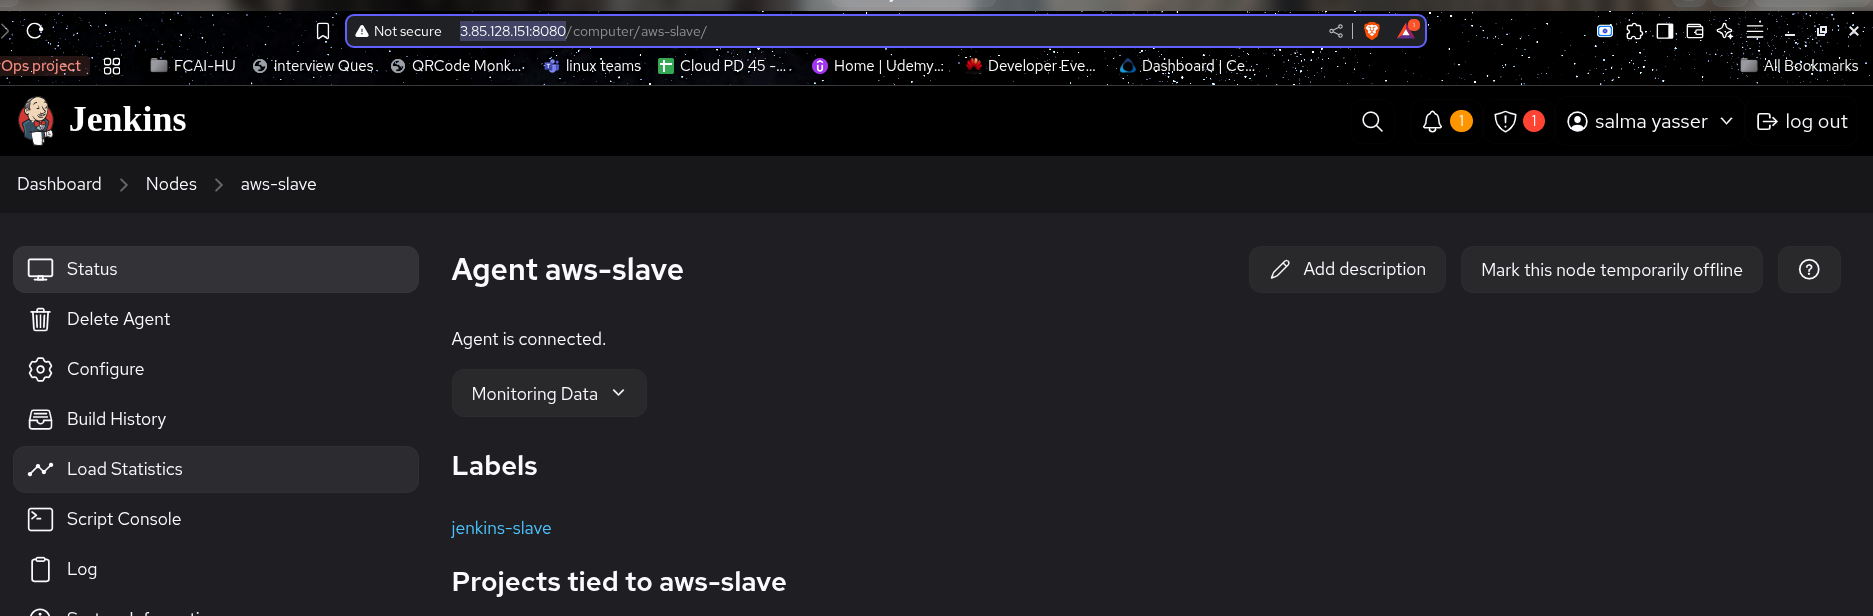 Not secure 3.85.128.151:8080/computer/aws-slave/
Ops project FCAI-HU Interview Ques... QRCode Monk... linux teams Cloud PD 45 -... Home | Udemy... Developer Eve... Dashboard | Ce... All Bookmarks
Jenkins 1 1 salma yasser log out
Dashboard Nodes aws-slave
Status
Delete Agent
Configure
Build History
Load Statistics
Script Console
Log
Agent aws-slave
Add description Mark this node temporarily offline
Agent is connected.
Monitoring Data
Labels
jenkins-slave
Projects tied to aws-slave